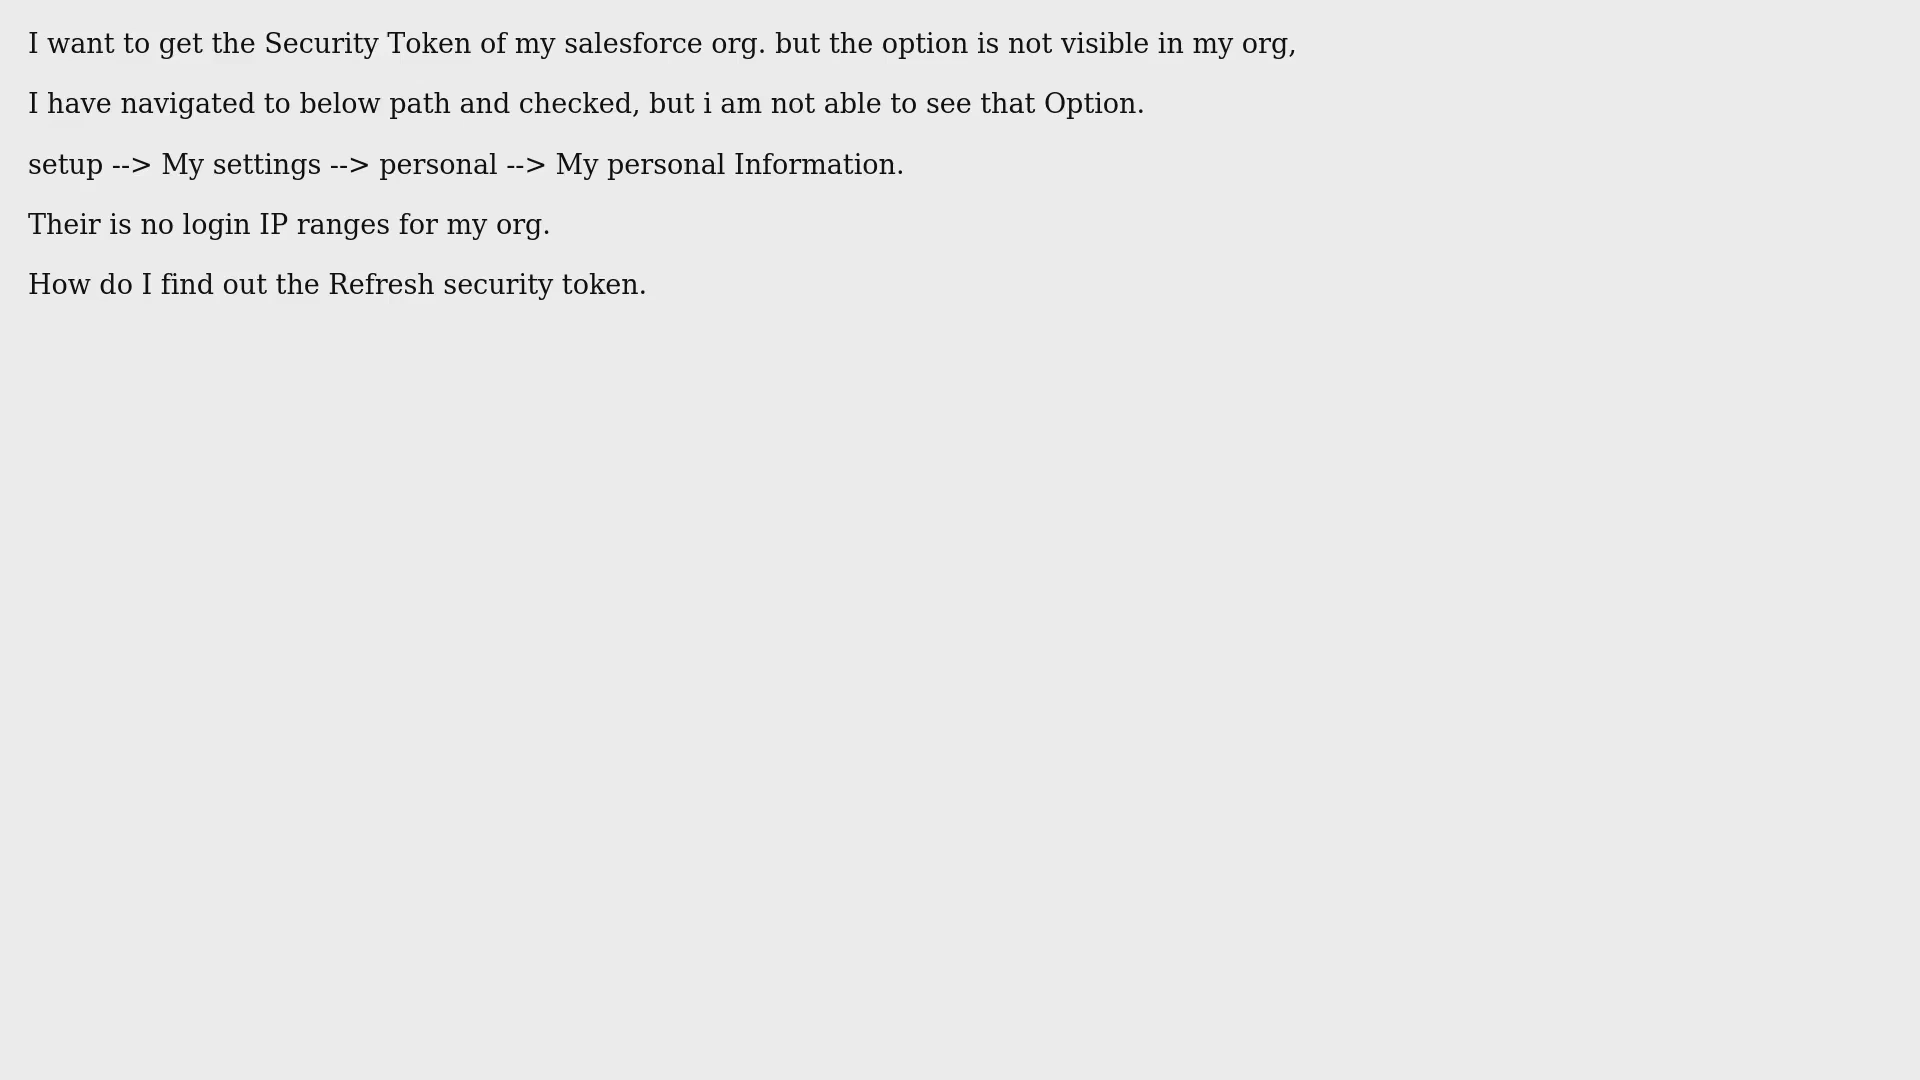 I want to get the Security Token of my salesforce org. but the option is not visible in my org,
I have navigated to below path and checked, but i am not able to see that Option.
setup --> My settings --> personal --> My personal Information.
Their is no login IP ranges for my org.
How do I find out the Refresh security token.